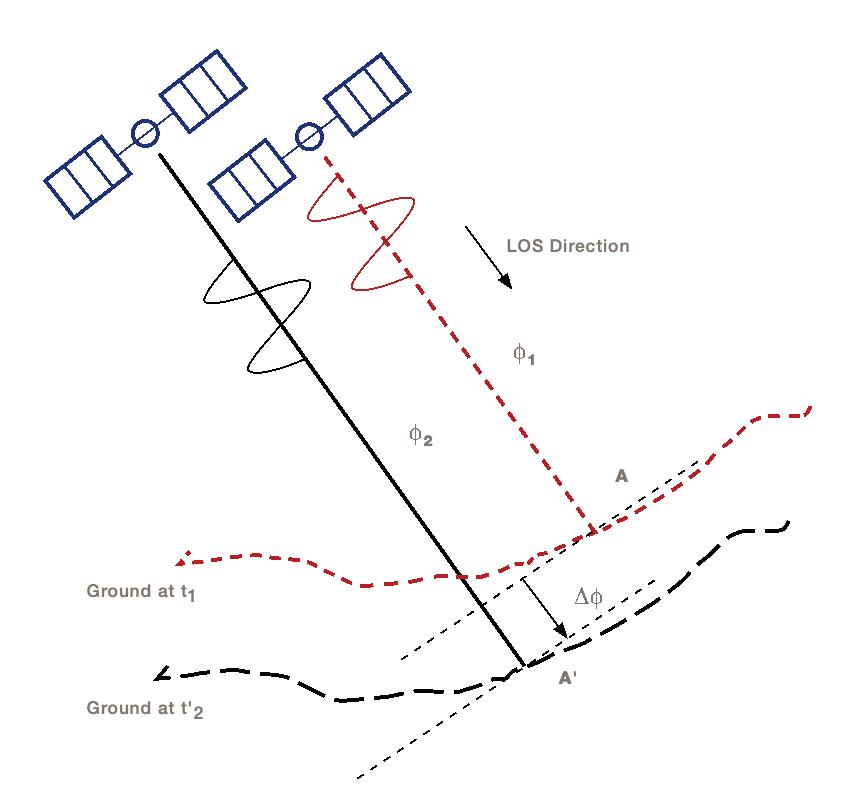 LOS Direction
ϕ1
ϕ2
A
Ground at t1
Δϕ
A'
Ground at t'2